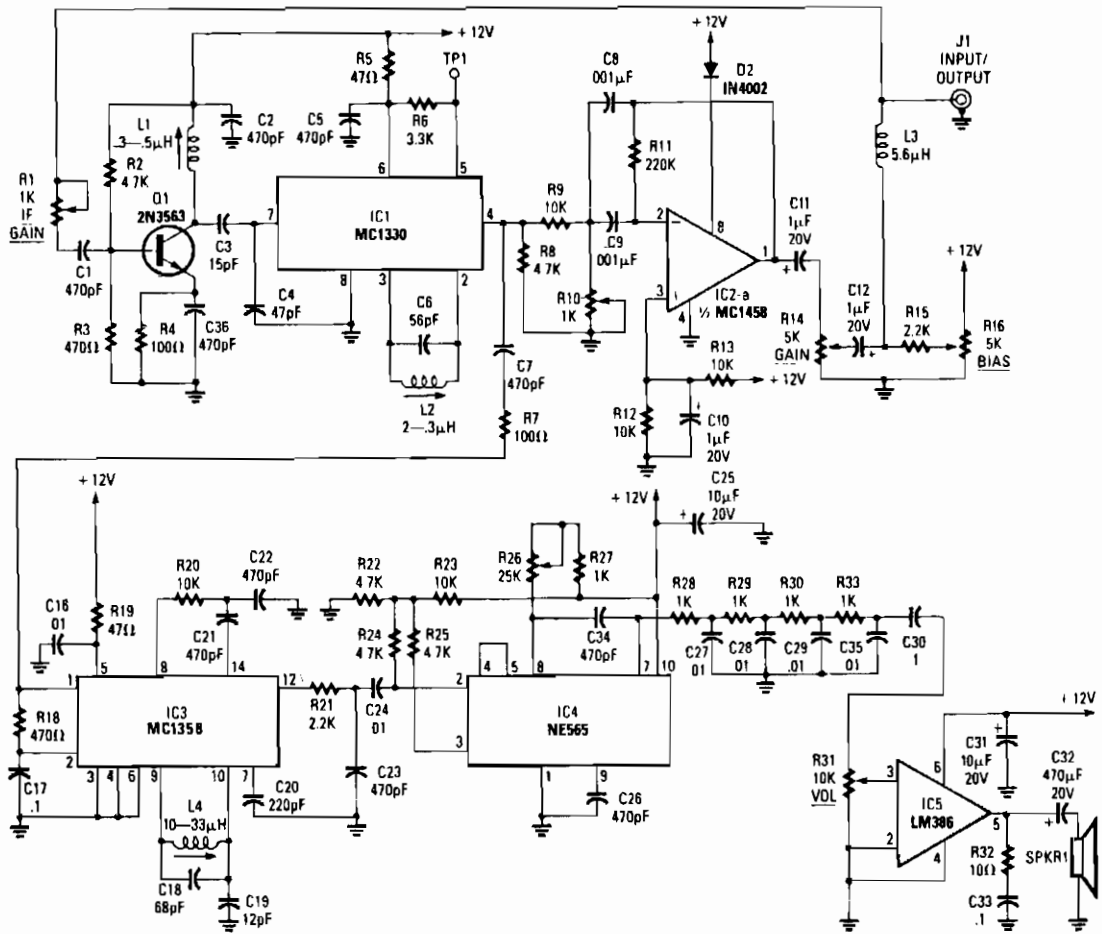 + 12V
J1
INPUT/
OUTPUT
R5
47Ω
TP1
C8
.001µF
D2
IN4002
L1
.3—.5µH
C2
470pF
C5
470pF
R6
3.3K
R11
220K
L3
5.6µH
R1
1K
IF
GAIN
R2
4.7K
Q1
2N3563
6
5
7
IC1
MC1330
4
R9
10K
2
8
1
C11
1µF
20V
C1
470pF
C3
15pF
8
3
2
R8
4.7K
C9
.001µF
3
4
IC2-a
½ MC1458
C12
1µF
20V
R15
2.2K
R16
5K
BIAS
R3
470Ω
R4
100Ω
C36
470pF
C4
47pF
C6
56pF
R10
1K
R14
5K
GAIN
C7
470pF
R13
10K
+ 12V
L2
2—.3µH
R7
100Ω
R12
10K
C10
1µF
20V
+ 12V
+12V
C25
10µF
20V
R20
10K
C22
470pF
R22
4.7K
R23
10K
R26
25K
R27
1K
C16
.01
R19
47Ω
C21
470pF
R24
4.7K
R25
4.7K
C34
470pF
R28
1K
R29
1K
R30
1K
R33
1K
C27
.01
C28
.01
C29
.01
C35
.01
C30
.1
5
8
14
4
5
8
7
10
1
12
2
R18
470Ω
IC3
MC1358
R21
2.2K
C24
.01
IC4
NE565
+ 12V
2
3
3
4
6
9
10
7
1
9
C17
.1
C20
220pF
C23
470pF
C26
470pF
R31
10K
VOL
3
6
C31
10µF
20V
C32
470µF
20V
L4
10—33µH
IC5
LM386
5
2
4
R32
10Ω
SPKR1
C18
68pF
C19
12pF
C33
.1